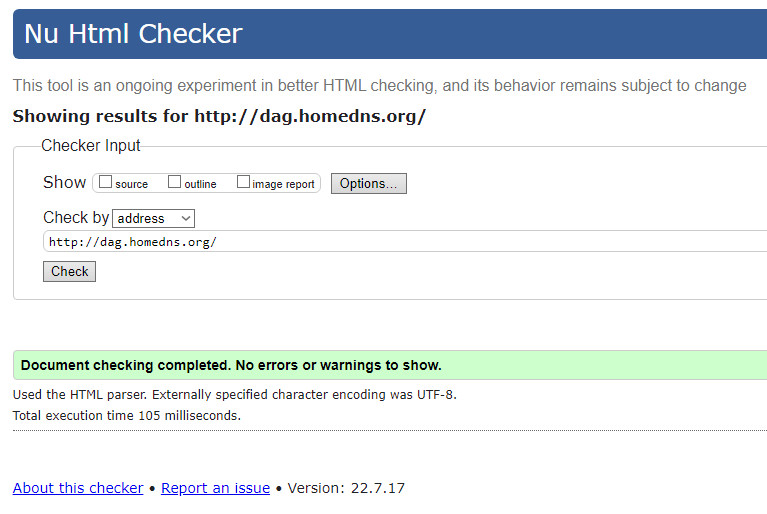 Nu Html Checker
This tool is an ongoing experiment in better HTML checking, and its behavior remains subject to change
Showing results for http://dag.homedns.org/
Checker Input
Show source outline image report Options...
Check by address
http://dag.homedns.org/
Check
Document checking completed. No errors or warnings to show.
Used the HTML parser. Externally specified character encoding was UTF-8.
Total execution time 105 milliseconds.
About this checker • Report an issue • Version: 22.7.17